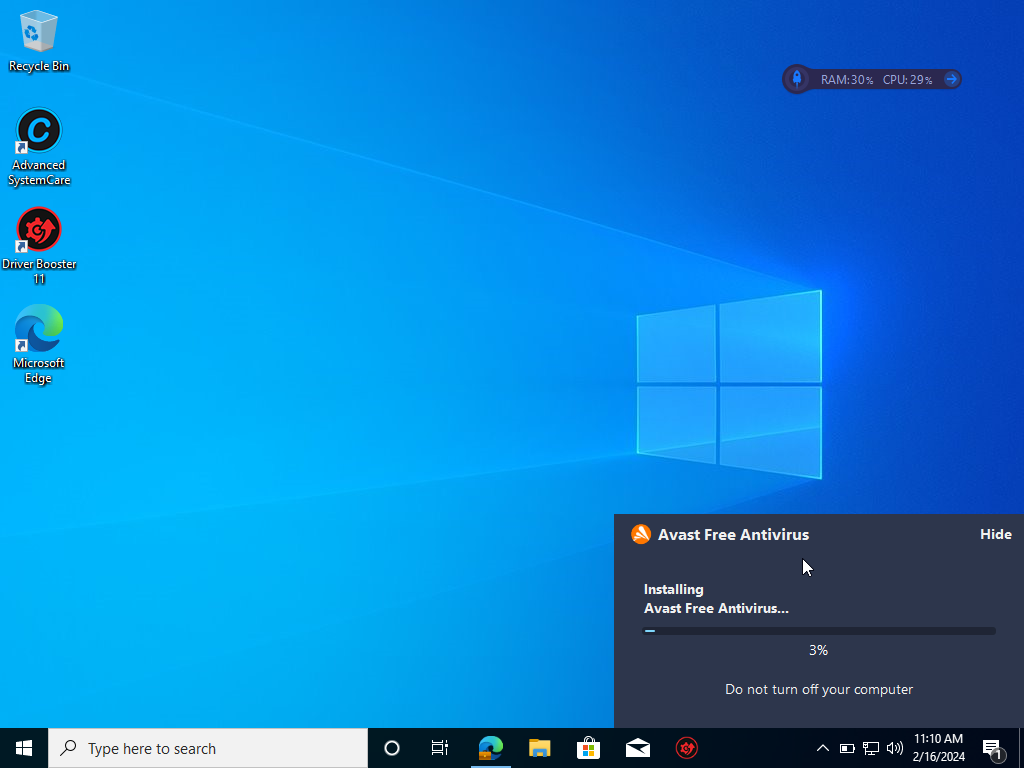 Recycle Bin
Advanced
SystemCare
Driver Booster
11
Microsoft
Edge
RAM:30% CPU:29%
Avast Free Antivirus
Hide
Installing
Avast Free Antivirus...
3%
Do not turn off your computer
Type here to search
11:10 AM
2/16/2024
1